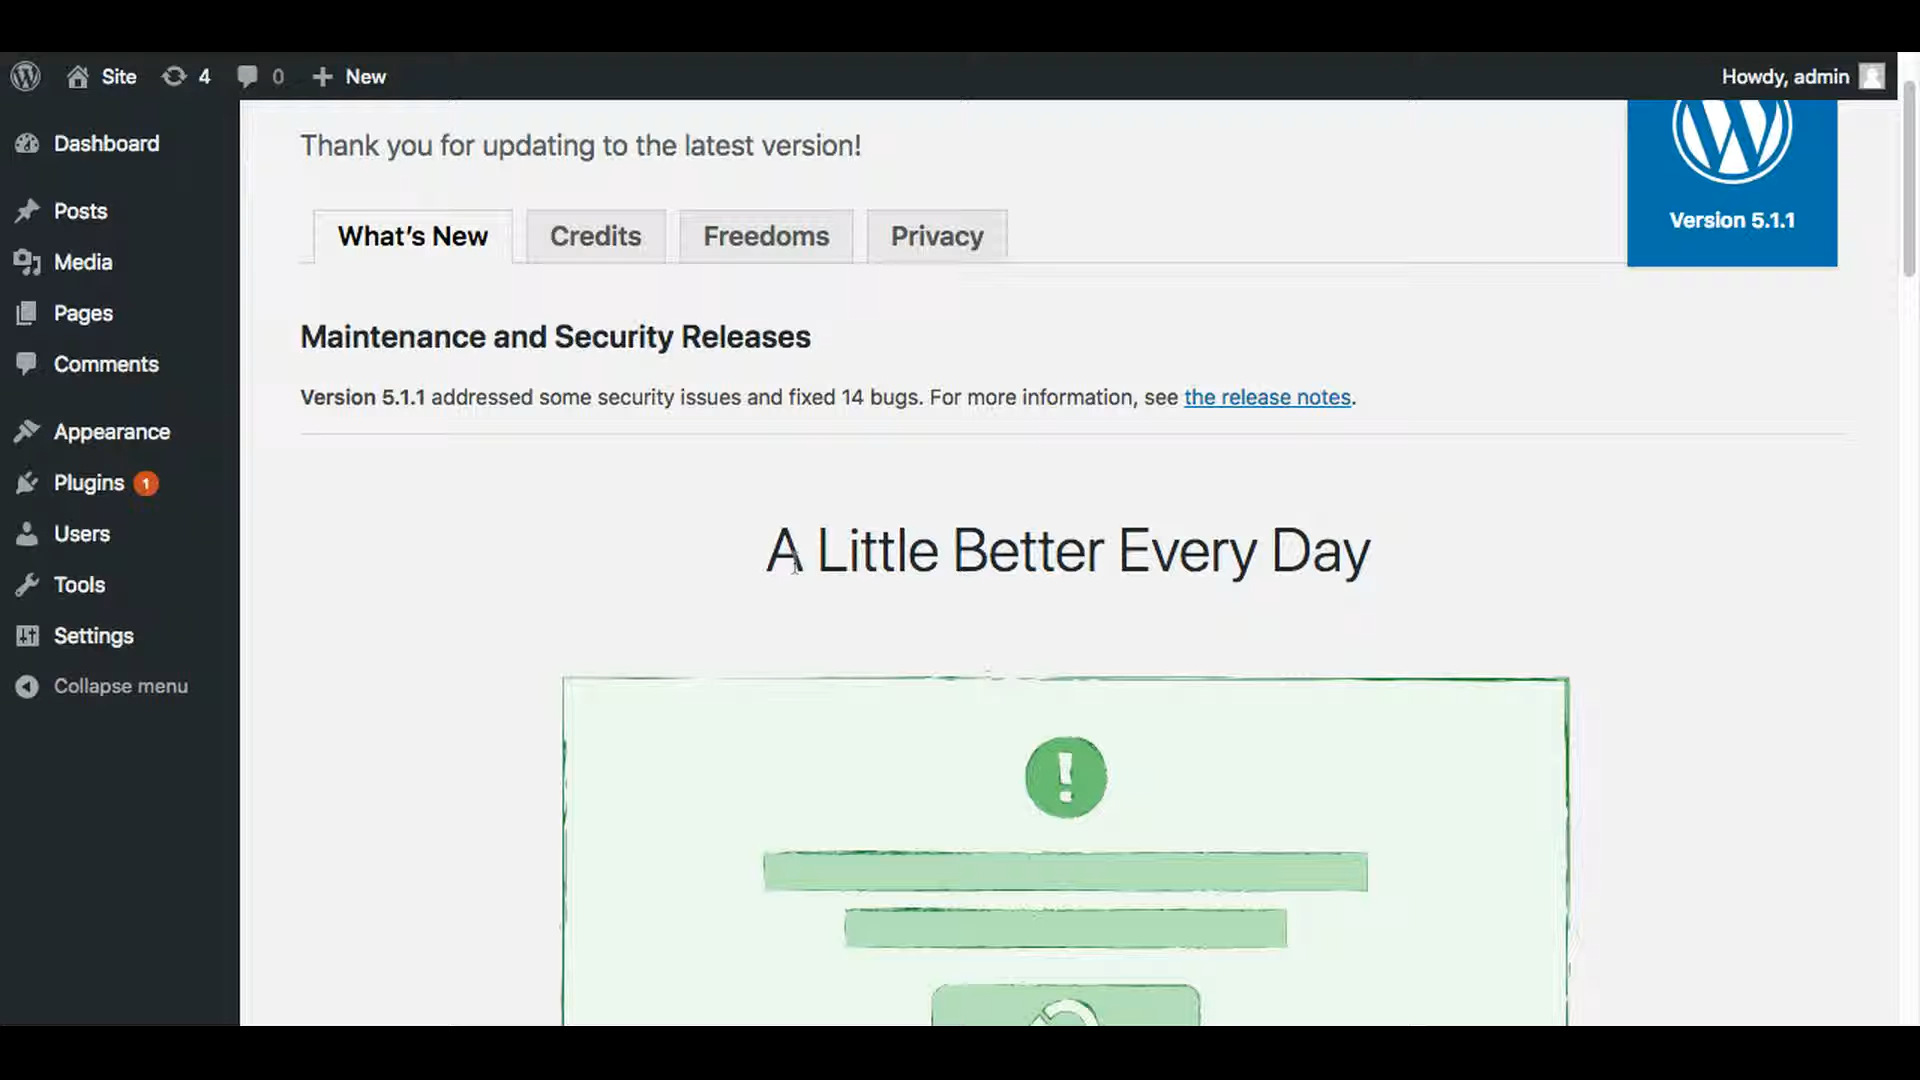 Site 4 0 New Howdy, admin
Dashboard
Posts
Media
Pages
Comments
Appearance
Plugins 1
Users
Tools
Settings
Collapse menu
Thank you for updating to the latest version!
Version 5.1.1
What’s New Credits Freedoms Privacy
Maintenance and Security Releases
Version 5.1.1 addressed some security issues and fixed 14 bugs. For more information, see the release notes.
A Little Better Every Day